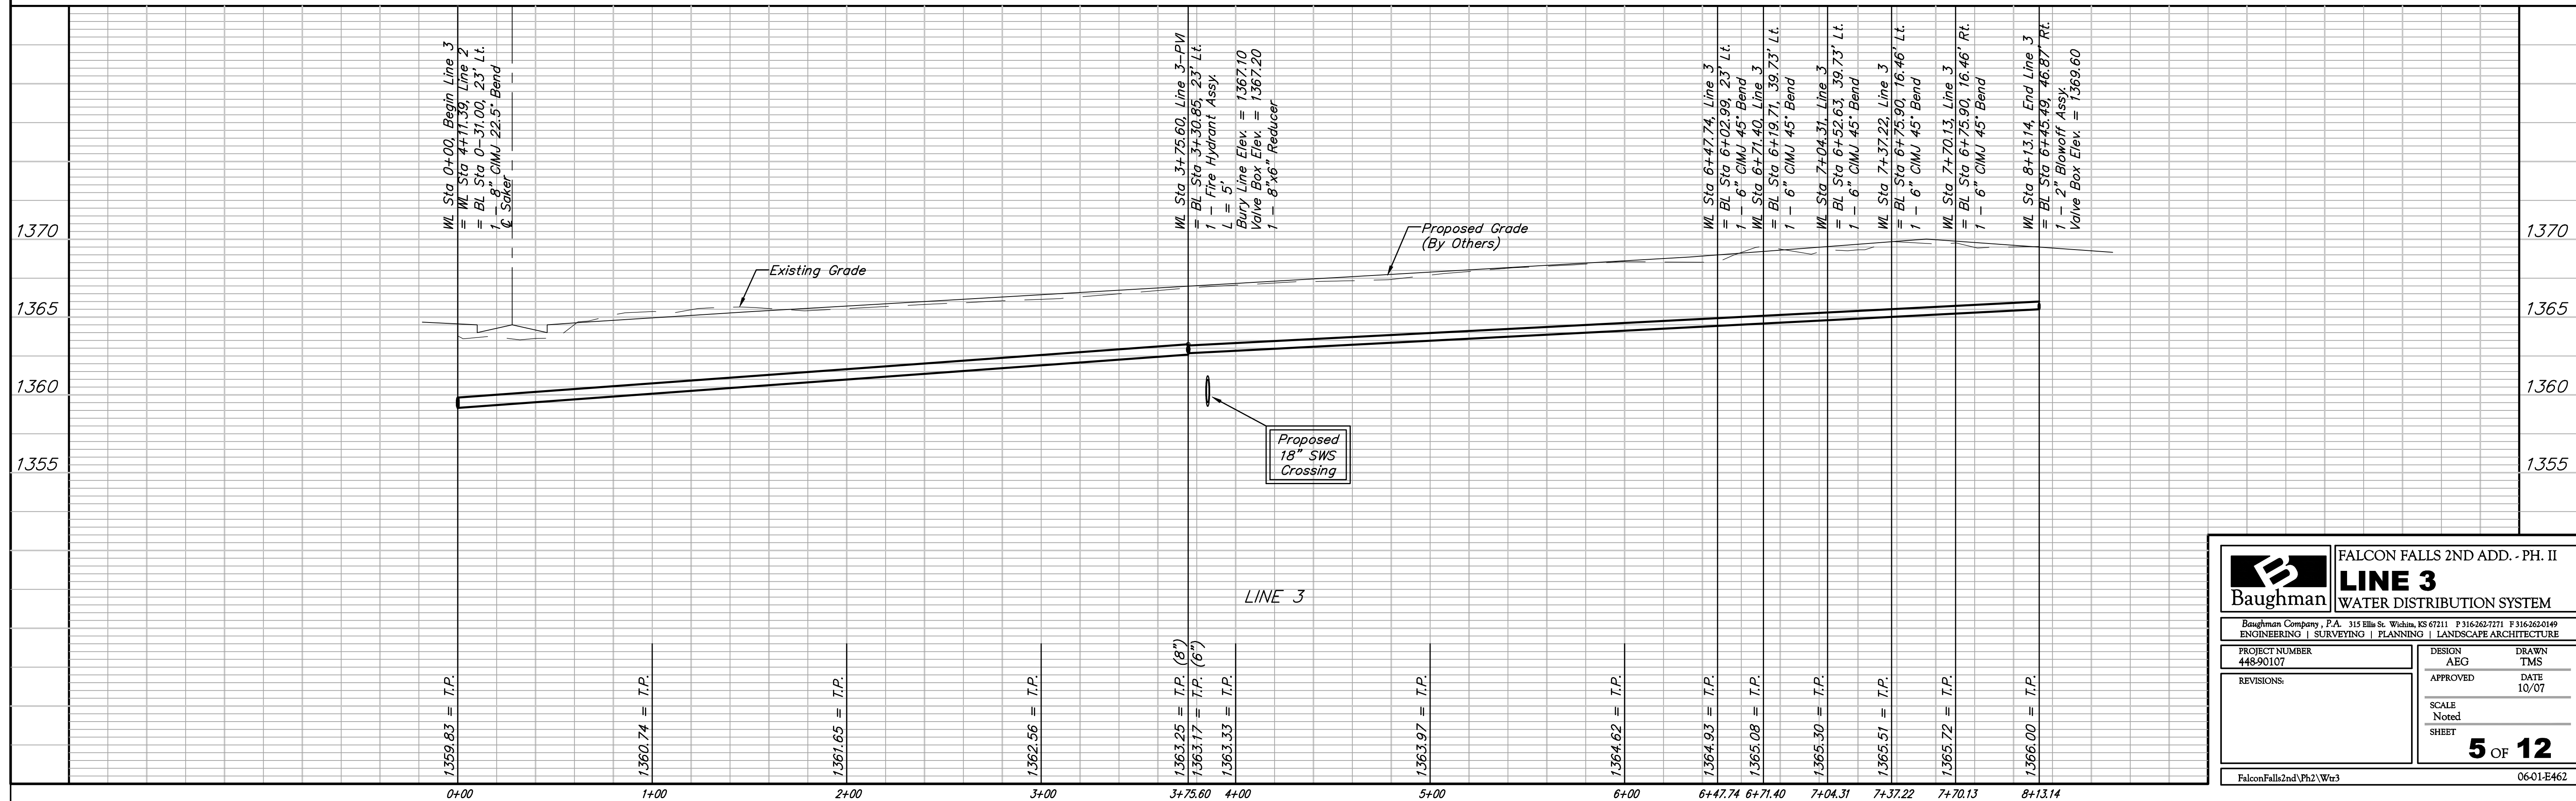 WL Sta 0+00, Begin Line 3
= WL Sta 4+11.39, Line 2
= BL Sta 0-31.00, 23' Lt.
1 - 8" CIMJ 22.5° Bend
℄ Saker
WL Sta 3+75.60, Line 3-PVI
= BL Sta 3+30.85, 23' Lt.
1 - Fire Hydrant Assy.
L = 5'
Bury Line Elev. = 1367.10
Valve Box Elev. = 1367.20
1 - 8"x6" Reducer
WL Sta 6+47.74, Line 3
= BL Sta 6+02.99, 23' Lt.
1 - 6" CIMJ 45° Bend
WL Sta 6+71.40, Line 3
= BL Sta 6+19.71, 39.73' Lt.
1 - 6" CIMJ 45° Bend
WL Sta 7+04.31, Line 3
= BL Sta 6+52.63, 39.73' Lt.
1 - 6" CIMJ 45° Bend
WL Sta 7+37.22, Line 3
= BL Sta 6+75.90, 16.46' Lt.
1 - 6" CIMJ 45° Bend
WL Sta 7+70.13, Line 3
= BL Sta 6+75.90, 16.46' Rt.
1 - 6" CIMJ 45° Bend
WL Sta 8+13.14, End Line 3
= BL Sta 6+45.49, 46.87' Rt.
1 - 2" Blowoff Assy.
Valve Box Elev. = 1369.60
1370
1370
Proposed Grade
(By Others)
Existing Grade
1365
1365
1360
1360
Proposed
18" SWS
Crossing
1355
1355
LINE 3
1359.83 = T.P.
1360.74 = T.P.
1361.65 = T.P.
1362.56 = T.P.
1363.25 = T.P. (8")
1363.17 = T.P. (6")
1363.33 = T.P.
1363.97 = T.P.
1364.62 = T.P.
1364.93 = T.P.
1365.08 = T.P.
1365.30 = T.P.
1365.51 = T.P.
1365.72 = T.P.
1366.00 = T.P.
0+00 1+00 2+00 3+00 3+75.60 4+00 5+00 6+00 6+47.74 6+71.40 7+04.31 7+37.22 7+70.13 8+13.14
B
Baughman
FALCON FALLS 2ND ADD. - PH. II
LINE 3
WATER DISTRIBUTION SYSTEM
Baughman Company, P.A. 315 Ellis St. Wichita, KS 67211 P 316-262-7271 F 316-262-0149
ENGINEERING | SURVEYING | PLANNING | LANDSCAPE ARCHITECTURE
PROJECT NUMBER
448-90107
REVISIONS:
DESIGN
AEG
DRAWN
TMS
APPROVED
DATE
10/07
SCALE
Noted
SHEET
5 OF 12
FalconFalls2nd\Ph2\Wtr3
06-01-E462